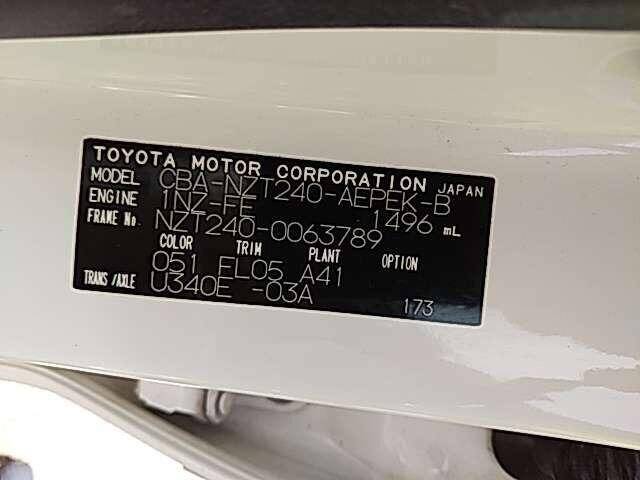 TOYOTA MOTOR CORPORATION JAPAN
MODEL CBA-NZT240-AEPEK-B
ENGINE 1NZ-FE 1496 mL
FRAME No. NZT240-0063789
COLOR TRIM PLANT OPTION
051 FL05 A41
TRANS/AXLE U340E -03A
173